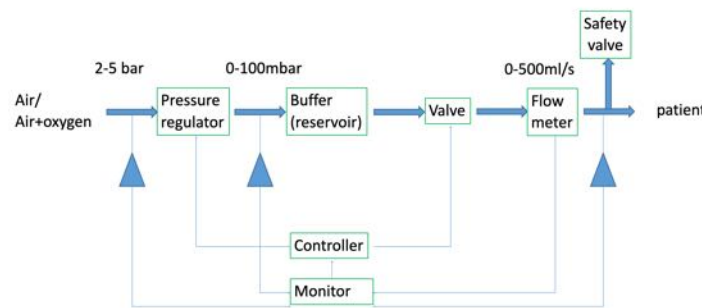 Safety
valve
2-5 bar
0-100mbar
0-500ml/s
Air/
Air+oxygen
Pressure
regulator
Buffer
(reservoir)
Valve
Flow
meter
patient
Controller
Monitor